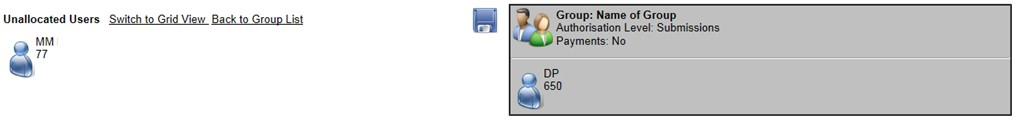 Unallocated Users Switch to Grid View Back to Group List
MM
77
Group: Name of Group
Authorisation Level: Submissions
Payments: No
DP
650